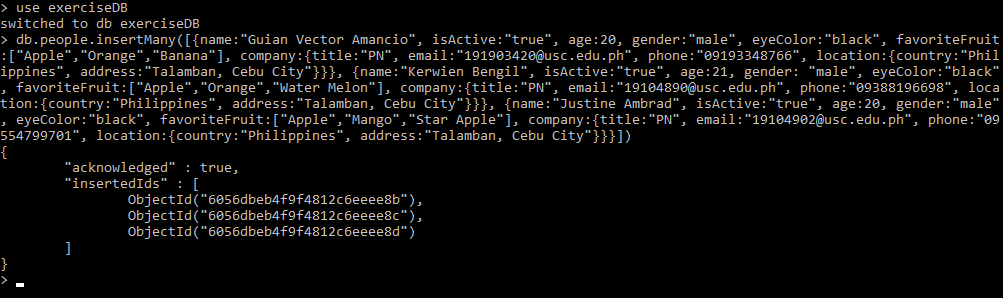 > use exerciseDB
switched to db exerciseDB
> db.people.insertMany([{name:"Guian Vector Amancio", isActive:"true", age:20, gender:"male", eyeColor:"black", favoriteFruit
:["Apple","Orange","Banana"], company:{title:"PN", email:"191903420@usc.edu.ph", phone:"09193348766", location:{country:"Phil
ippines", address:"Talamban, Cebu City"}}}, {name:"Kerwien Bengil", isActive:"true", age:21, gender: "male", eyeColor:"black"
, favoriteFruit:["Apple","Orange","Water Melon"], company:{title:"PN", email:"19104890@usc.edu.ph", phone:"09388196698", loca
tion:{country:"Philippines", address:"Talamban, Cebu City"}}}, {name:"Justine Ambrad", isActive:"true", age:20, gender:"male"
, eyeColor:"black", favoriteFruit:["Apple","Mango","Star Apple"], company:{title:"PN", email:"19104902@usc.edu.ph", phone:"09
554799701", location:{country:"Philippines", address:"Talamban, Cebu City"}}}])
{
        "acknowledged" : true,
        "insertedIds" : [
                ObjectId("6056dbeb4f9f4812c6eeee8b"),
                ObjectId("6056dbeb4f9f4812c6eeee8c"),
                ObjectId("6056dbeb4f9f4812c6eeee8d")
        ]
}
>